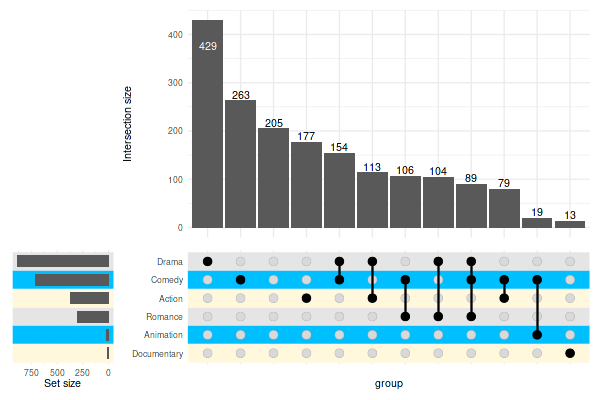 400
300
200
100
0
Intersection size
429
263
205
177
154
113
106
104
89
79
19
13
Drama
Comedy
Action
Romance
Animation
Documentary
750 500 250 0
Set size
group